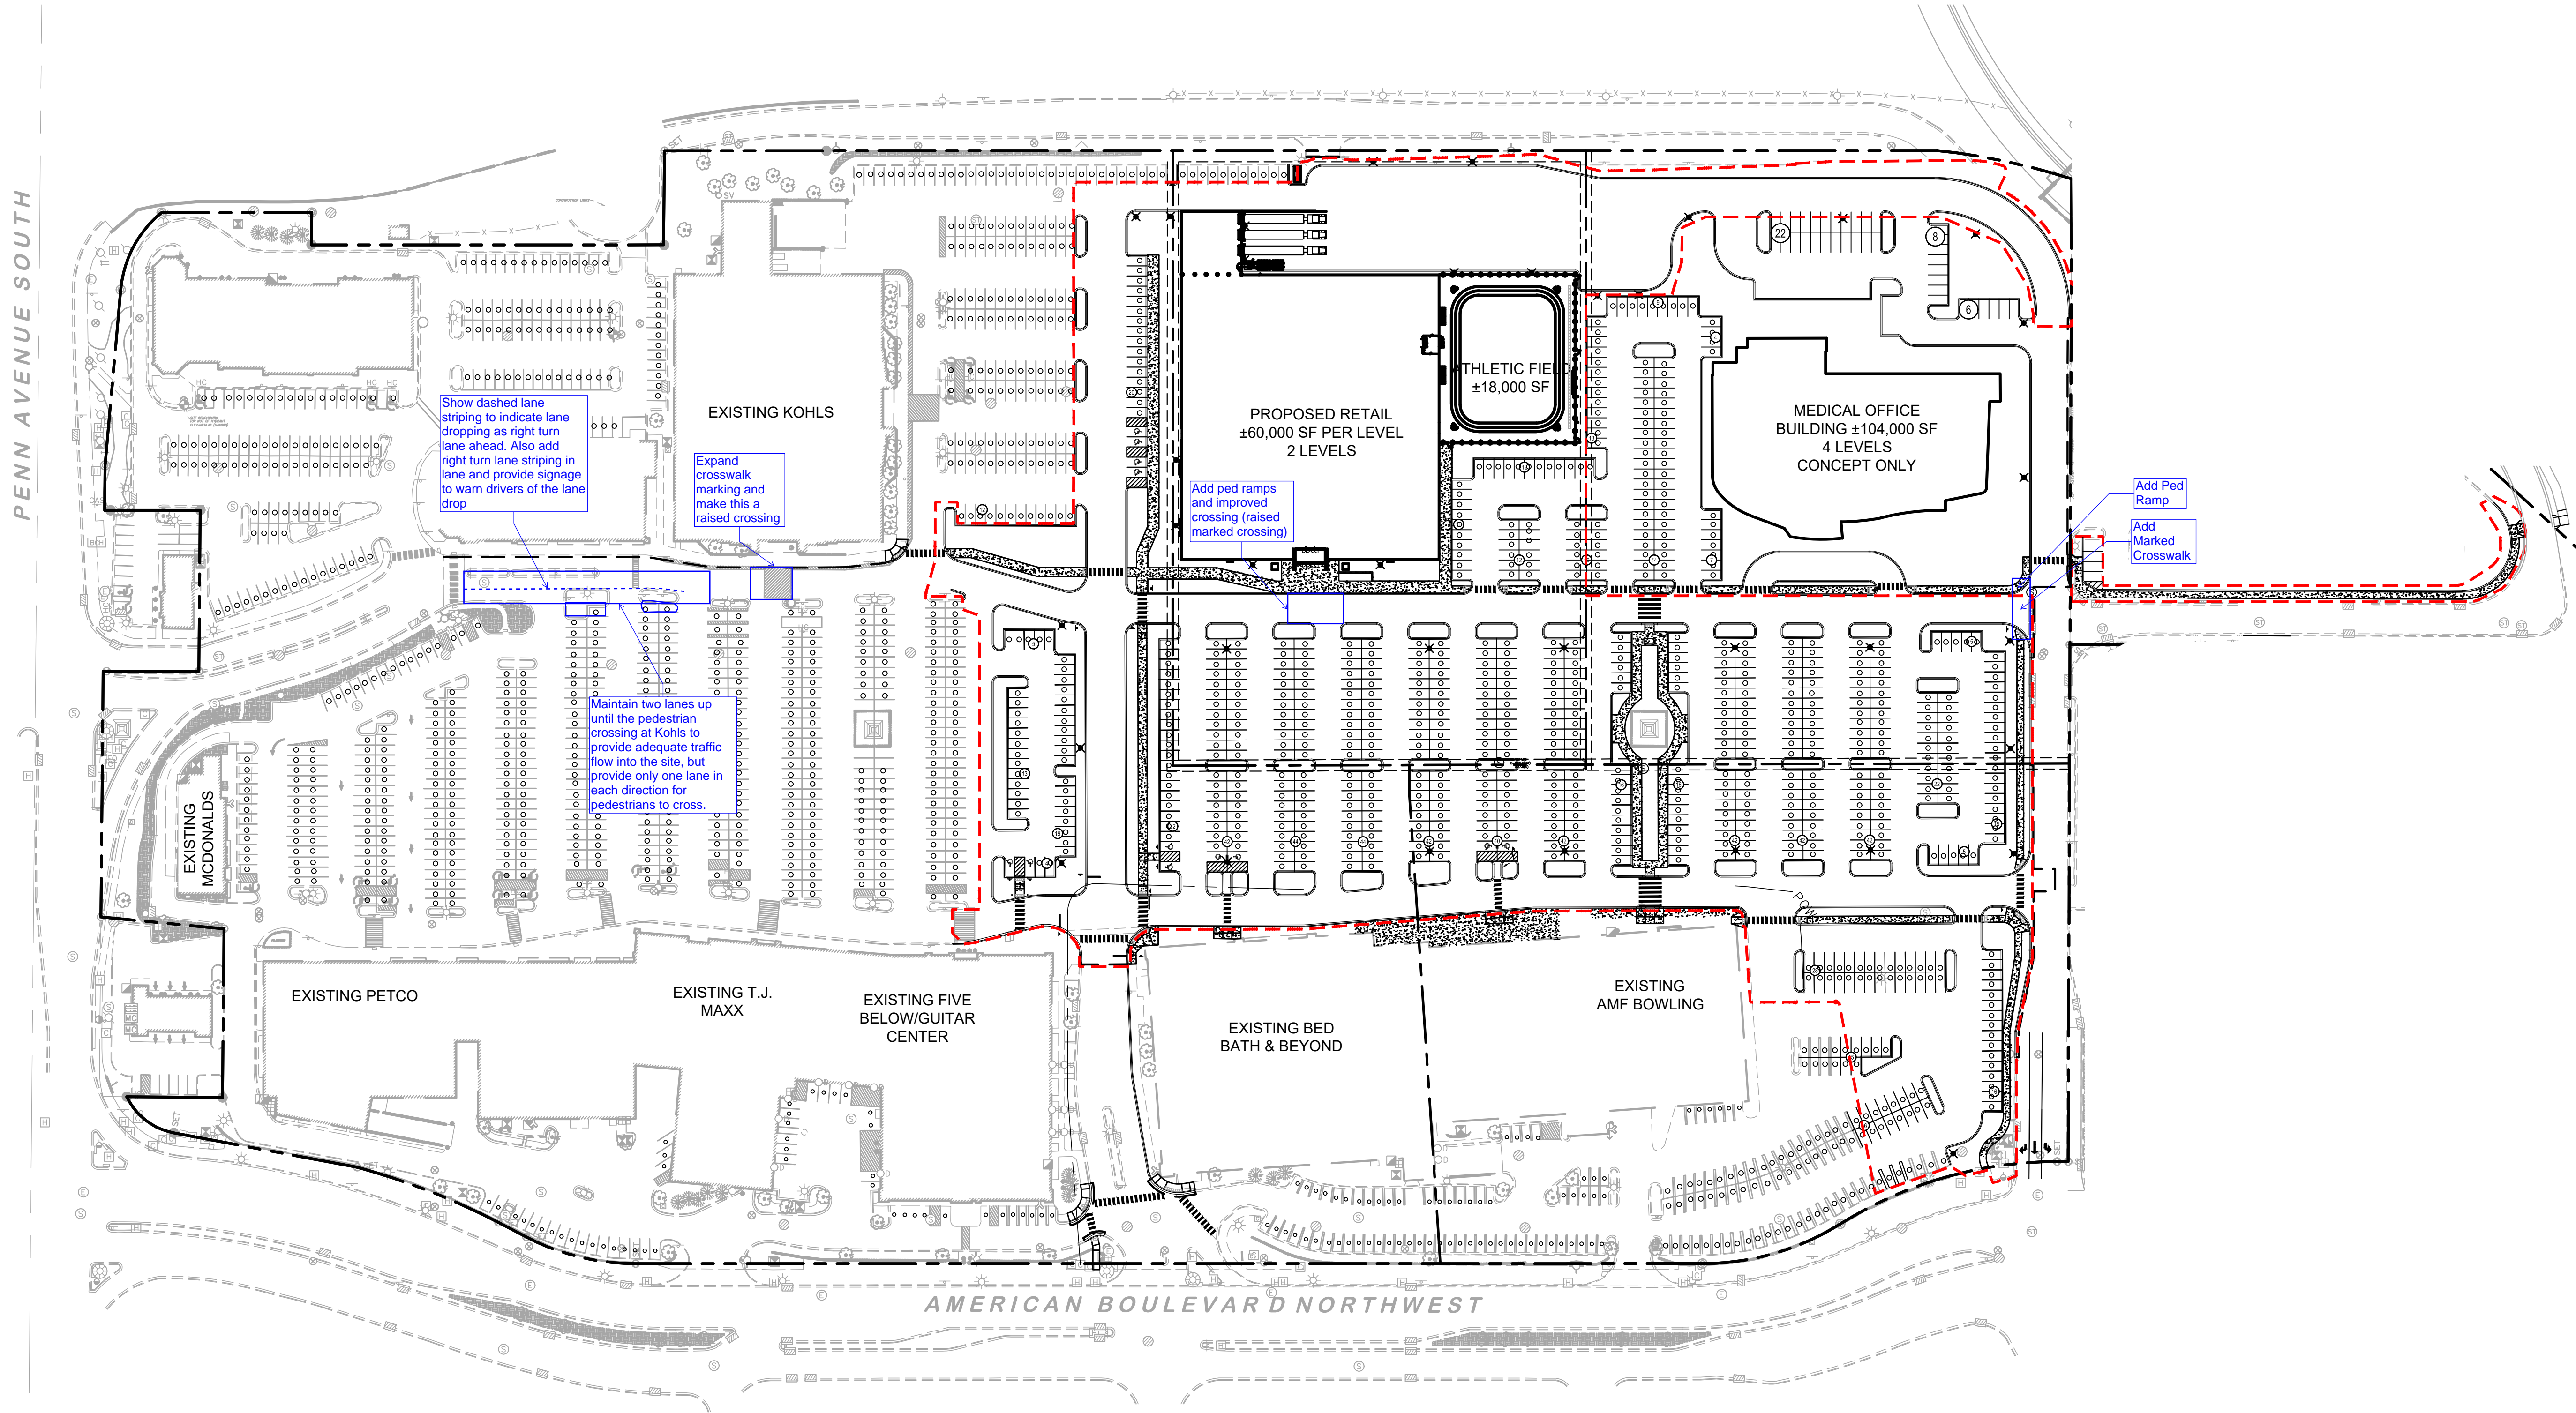 PENN AVENUE SOUTH
EXISTING KOHLS
Show dashed lane
striping to indicate lane
dropping as right turn
lane ahead. Also add
right turn lane striping in
lane and provide signage
to warn drivers of the lane
drop
Expand
crosswalk
marking and
make this a
raised crossing
PROPOSED RETAIL
±60,000 SF PER LEVEL
2 LEVELS
ATHLETIC FIELD
±18,000 SF
22
8
6
MEDICAL OFFICE
BUILDING ±104,000 SF
4 LEVELS
CONCEPT ONLY
Add ped ramps
and improved
crossing (raised
marked crossing)
Add Ped
Ramp
Add
Marked
Crosswalk
Maintain two lanes up
until the pedestrian
crossing at Kohls to
provide adequate traffic
flow into the site, but
provide only one lane in
each direction for
pedestrians to cross.
EXISTING
MCDONALDS
EXISTING PETCO
EXISTING T.J.
MAXX
EXISTING FIVE
BELOW/GUITAR
CENTER
EXISTING BED
BATH & BEYOND
EXISTING
AMF BOWLING
AMERICAN BOULEVARD NORTHWEST